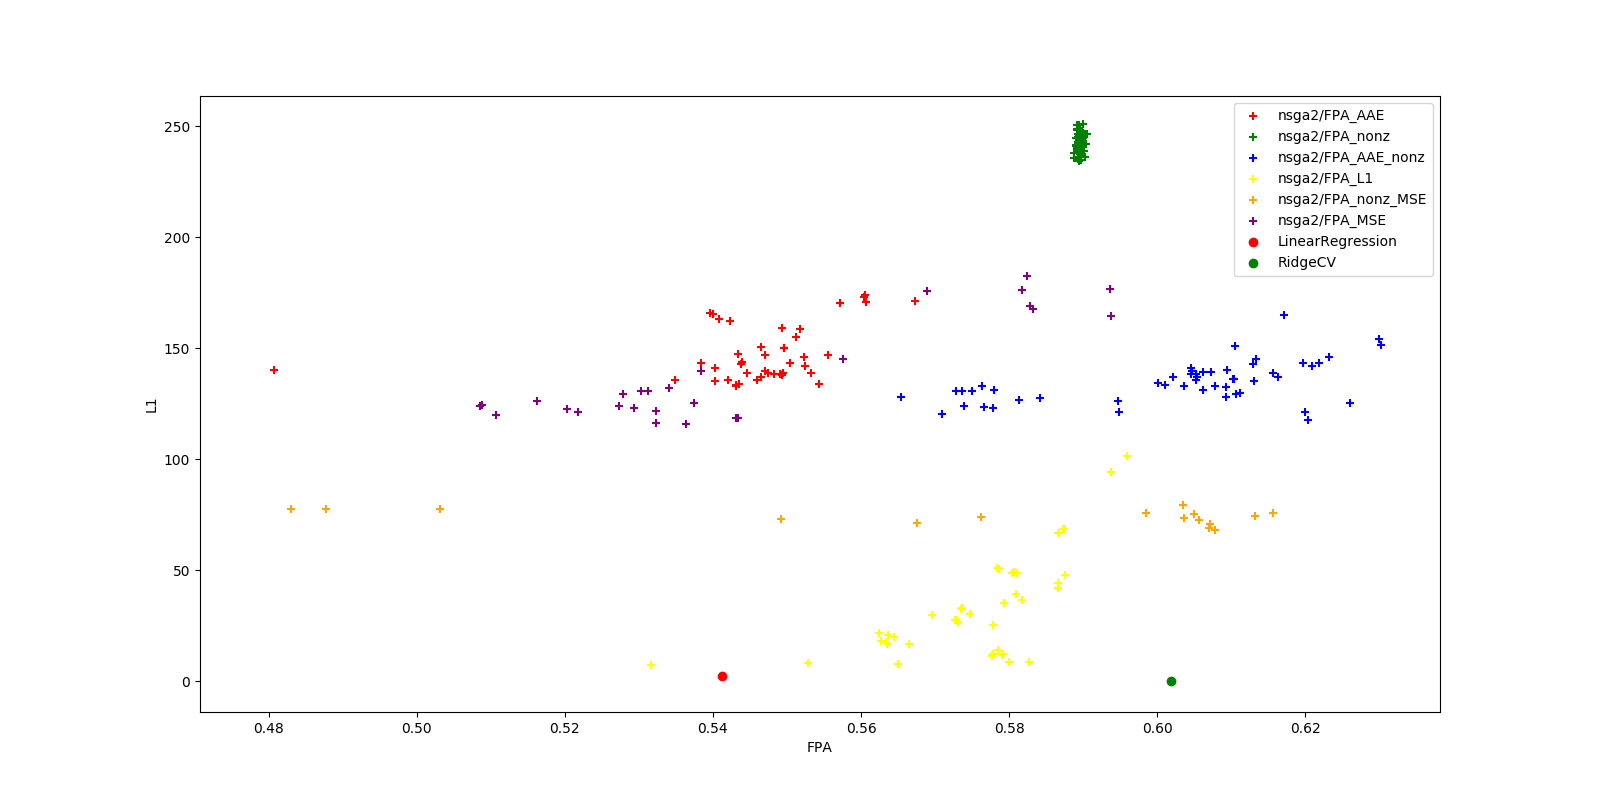 250
200
150
100
50
0
L1
0.48
0.50
0.52
0.54
0.56
0.58
0.60
0.62
FPA
nsga2/FPA_AAE
nsga2/FPA_nonz
nsga2/FPA_AAE_nonz
nsga2/FPA_L1
nsga2/FPA_nonz_MSE
nsga2/FPA_MSE
LinearRegression
RidgeCV